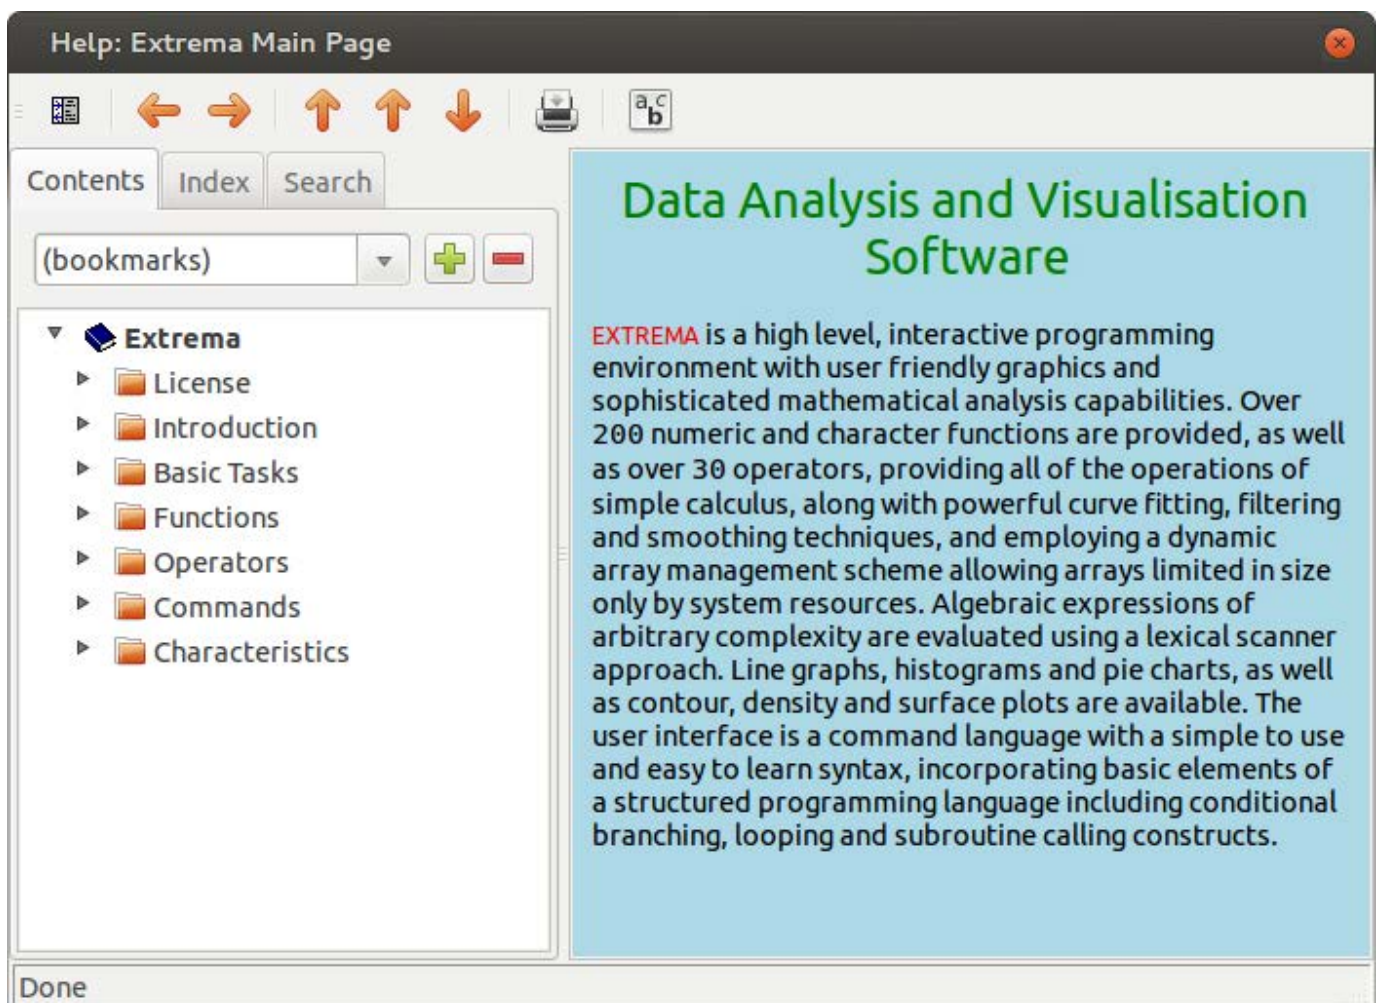 Help: Extrema Main Page
a b c
Contents
Index
Search
(bookmarks)
Extrema
License
Introduction
Basic Tasks
Functions
Operators
Commands
Characteristics
Data Analysis and Visualisation
Software
EXTREMA is a high level, interactive programming
environment with user friendly graphics and
sophisticated mathematical analysis capabilities. Over
200 numeric and character functions are provided, as well
as over 30 operators, providing all of the operations of
simple calculus, along with powerful curve fitting, filtering
and smoothing techniques, and employing a dynamic
array management scheme allowing arrays limited in size
only by system resources. Algebraic expressions of
arbitrary complexity are evaluated using a lexical scanner
approach. Line graphs, histograms and pie charts, as well
as contour, density and surface plots are available. The
user interface is a command language with a simple to use
and easy to learn syntax, incorporating basic elements of
a structured programming language including conditional
branching, looping and subroutine calling constructs.
Done